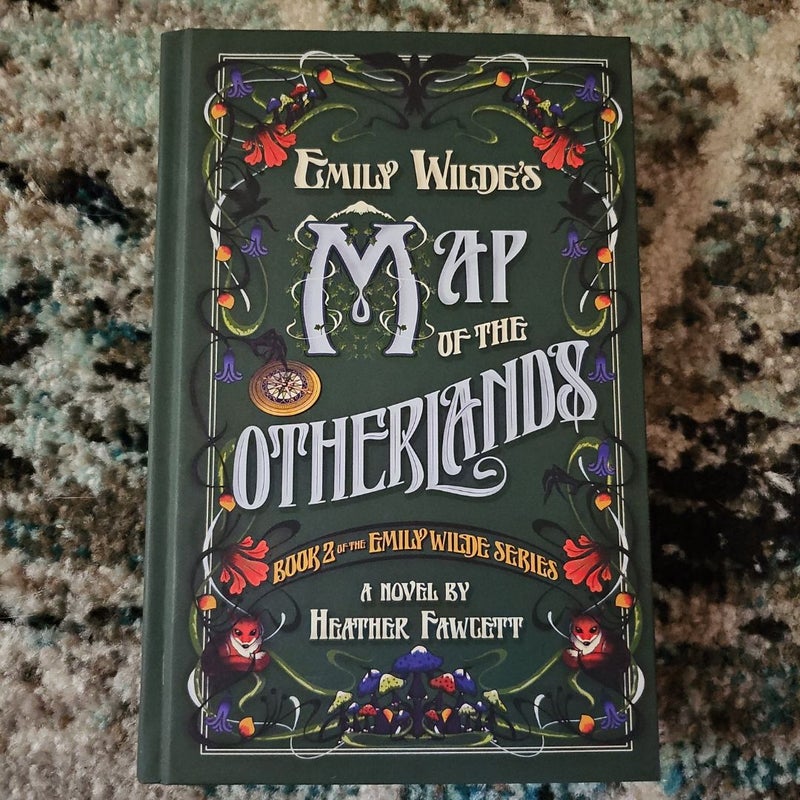 Emily Wilde's
Map
of the
Otherlands
Book 2 of the Emily Wilde Series
A Novel by
Heather Fawcett